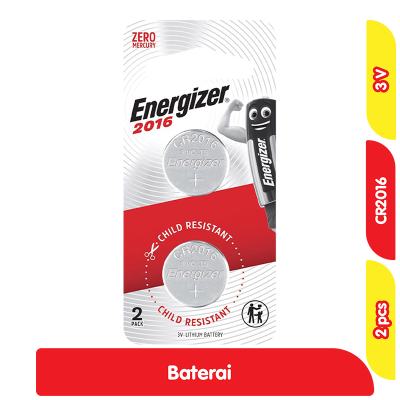 ZERO
MERCURY
Energizer
2016
CR2016
Energizer
+
Energizer
CHILD RESISTANT
CR2016
Energizer
+
CHILD RESISTANT
2
PACK
3V LITHIUM BATTERY
3V
CR2016
2 pcs
Baterai